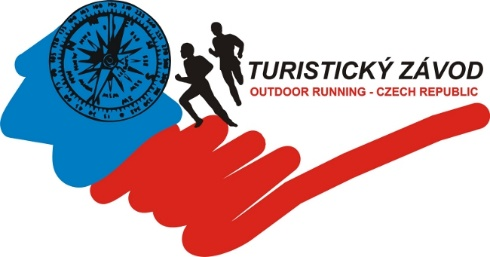 TURISTICKÝ ZÁVOD
OUTDOOR RUNNING - CZECH REPUBLIC